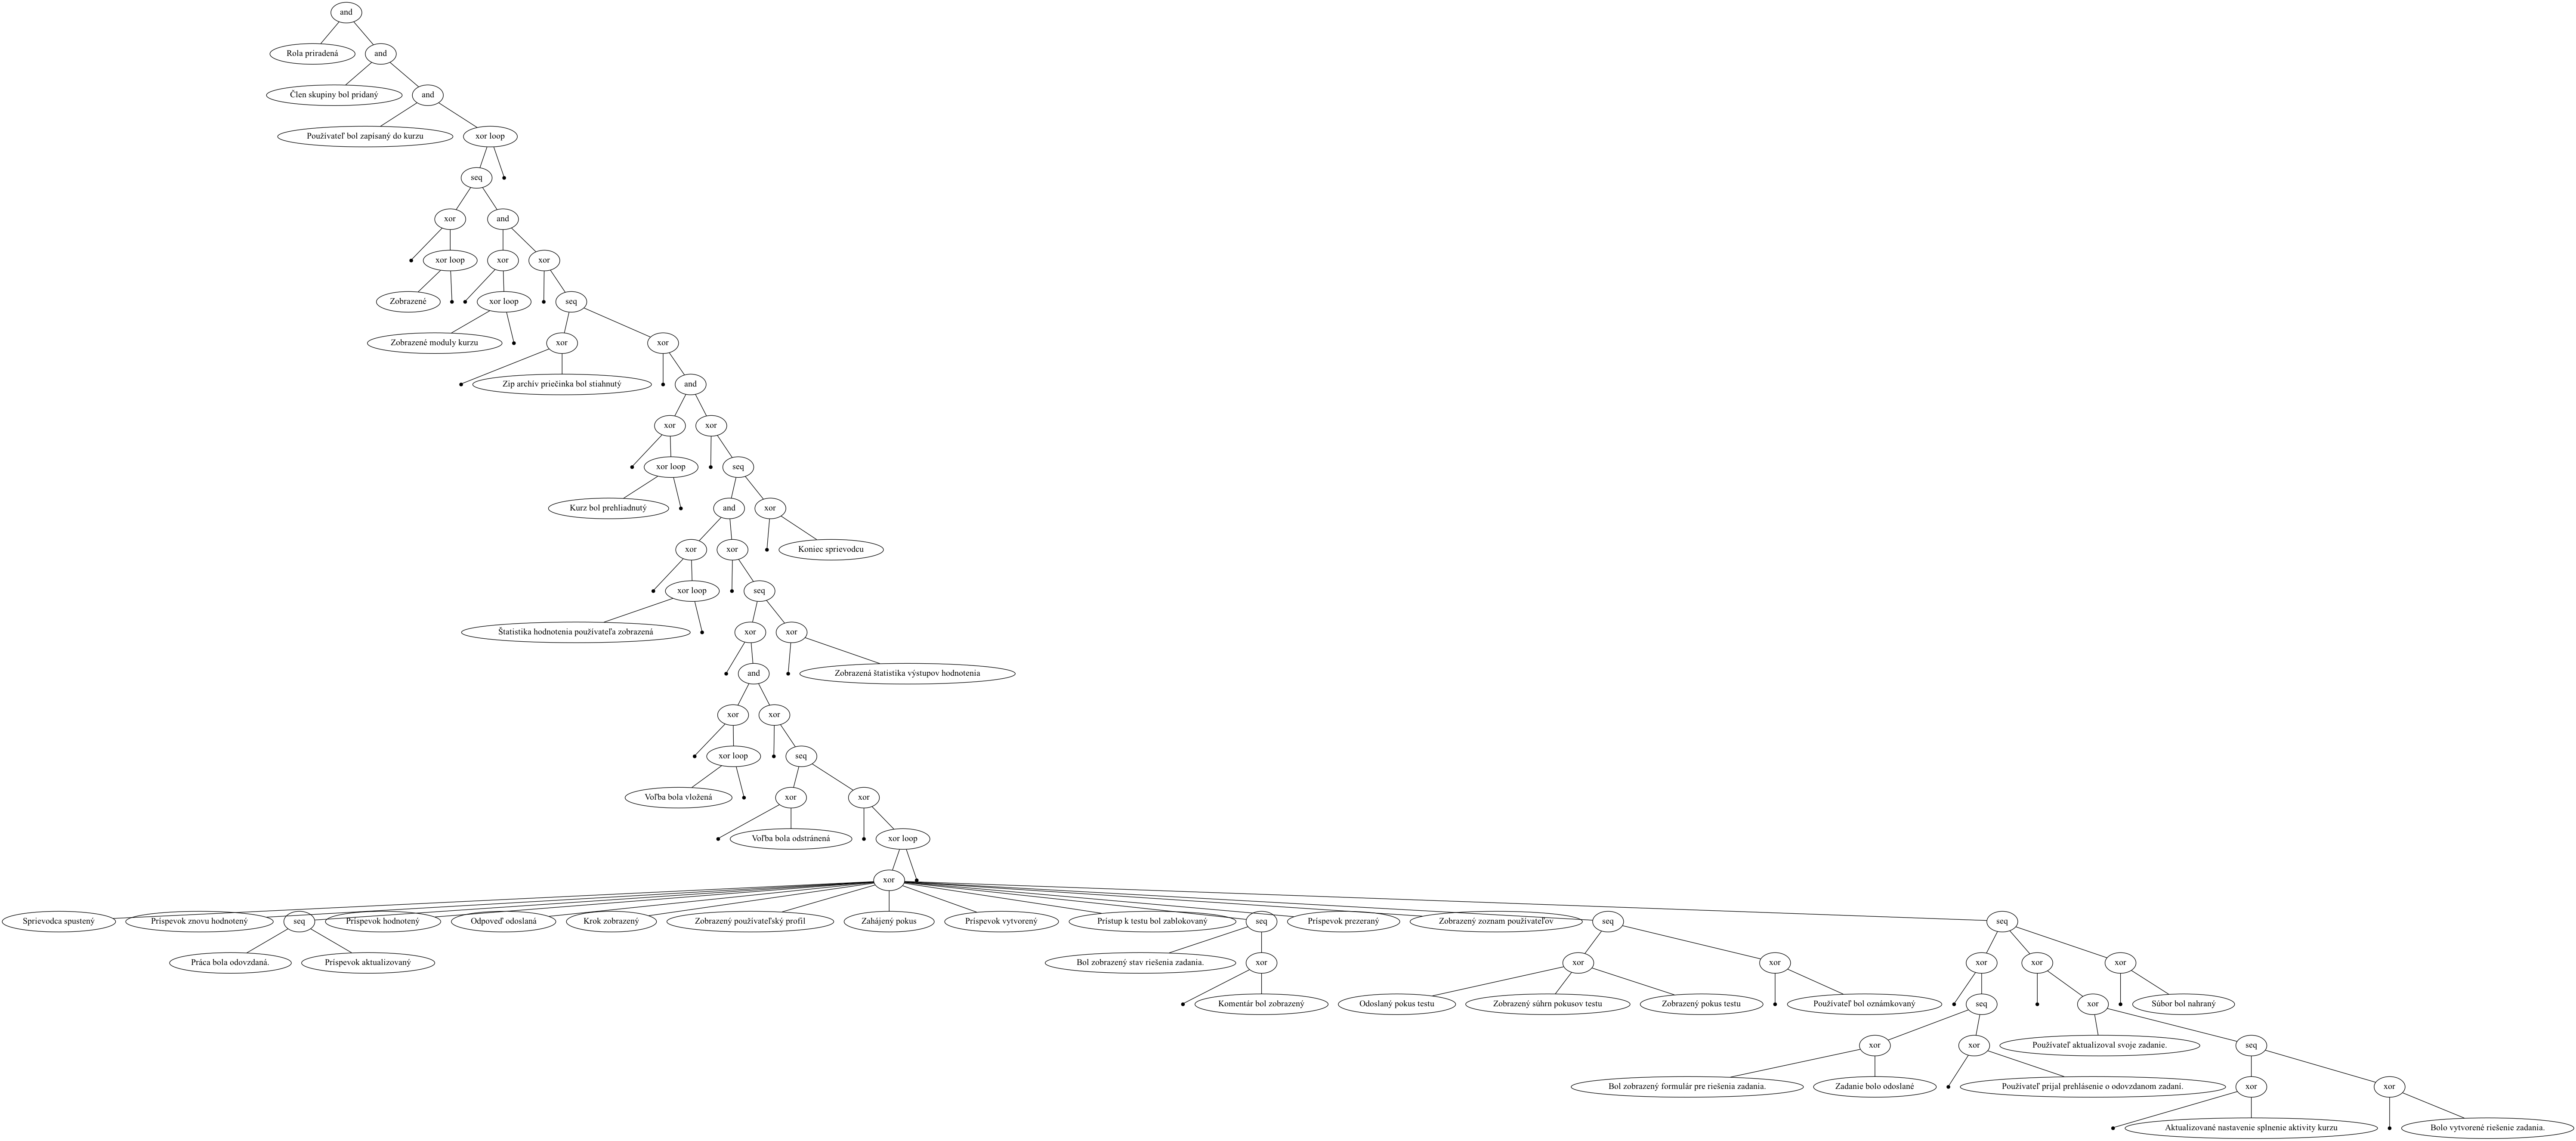 and
Rola priradená
and
Člen skupiny bol pridaný
and
Používateľ bol zapísaný do kurzu
xor loop
seq
xor
and
xor loop
xor
xor
Zobrazené
xor loop
seq
Zobrazené moduly kurzu
xor
xor
Zip archív priečinka bol stiahnutý
and
xor
xor
xor loop
seq
Kurz bol prehliadnutý
and
xor
xor
xor
Koniec sprievodcu
xor loop
seq
Štatistika hodnotenia používateľa zobrazená
xor
xor
and
Zobrazená štatistika výstupov hodnotenia
xor
xor
xor loop
seq
Voľba bola vložená
xor
xor
Voľba bola odstránená
xor loop
xor
Sprievodca spustený
Príspevok znovu hodnotený
seq
Príspevok hodnotený
Odpoveď odoslaná
Krok zobrazený
Zobrazený používateľský profil
Zahájený pokus
Príspevok vytvorený
Prístup k testu bol zablokovaný
seq
Príspevok prezeraný
Zobrazený zoznam používateľov
seq
seq
Práca bola odovzdaná.
Príspevok aktualizovaný
Bol zobrazený stav riešenia zadania.
xor
xor
xor
xor
xor
xor
Komentár bol zobrazený
Odoslaný pokus testu
Zobrazený súhrn pokusov testu
Zobrazený pokus testu
Používateľ bol oznámkovaný
seq
xor
Súbor bol nahraný
xor
xor
Používateľ aktualizoval svoje zadanie.
seq
Bol zobrazený formulár pre riešenia zadania.
Zadanie bolo odoslané
Používateľ prijal prehlásenie o odovzdanom zadaní.
xor
xor
Aktualizované nastavenie splnenie aktivity kurzu
Bolo vytvorené riešenie zadania.